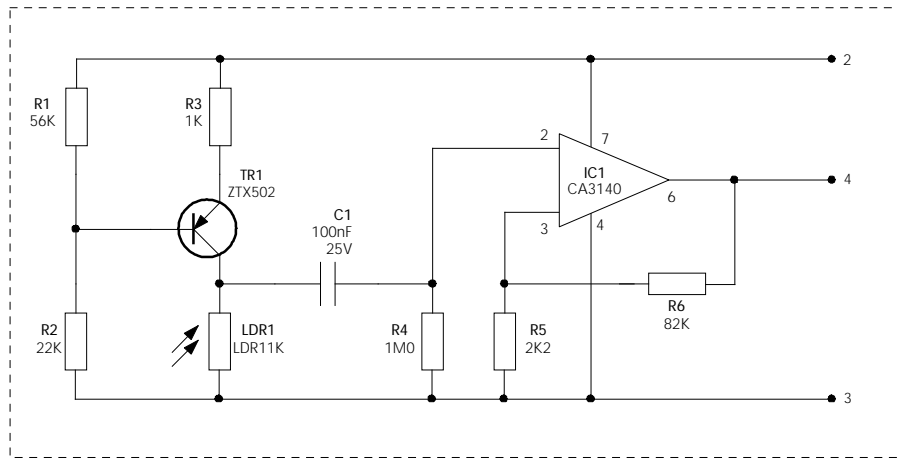 2
R1
56K
R3
1K
2
7
TR1
ZTX502
IC1
CA3140
4
6
C1
100nF
25V
3
4
R6
82K
R2
22K
LDR1
LDR11K
R4
1M0
R5
2K2
3